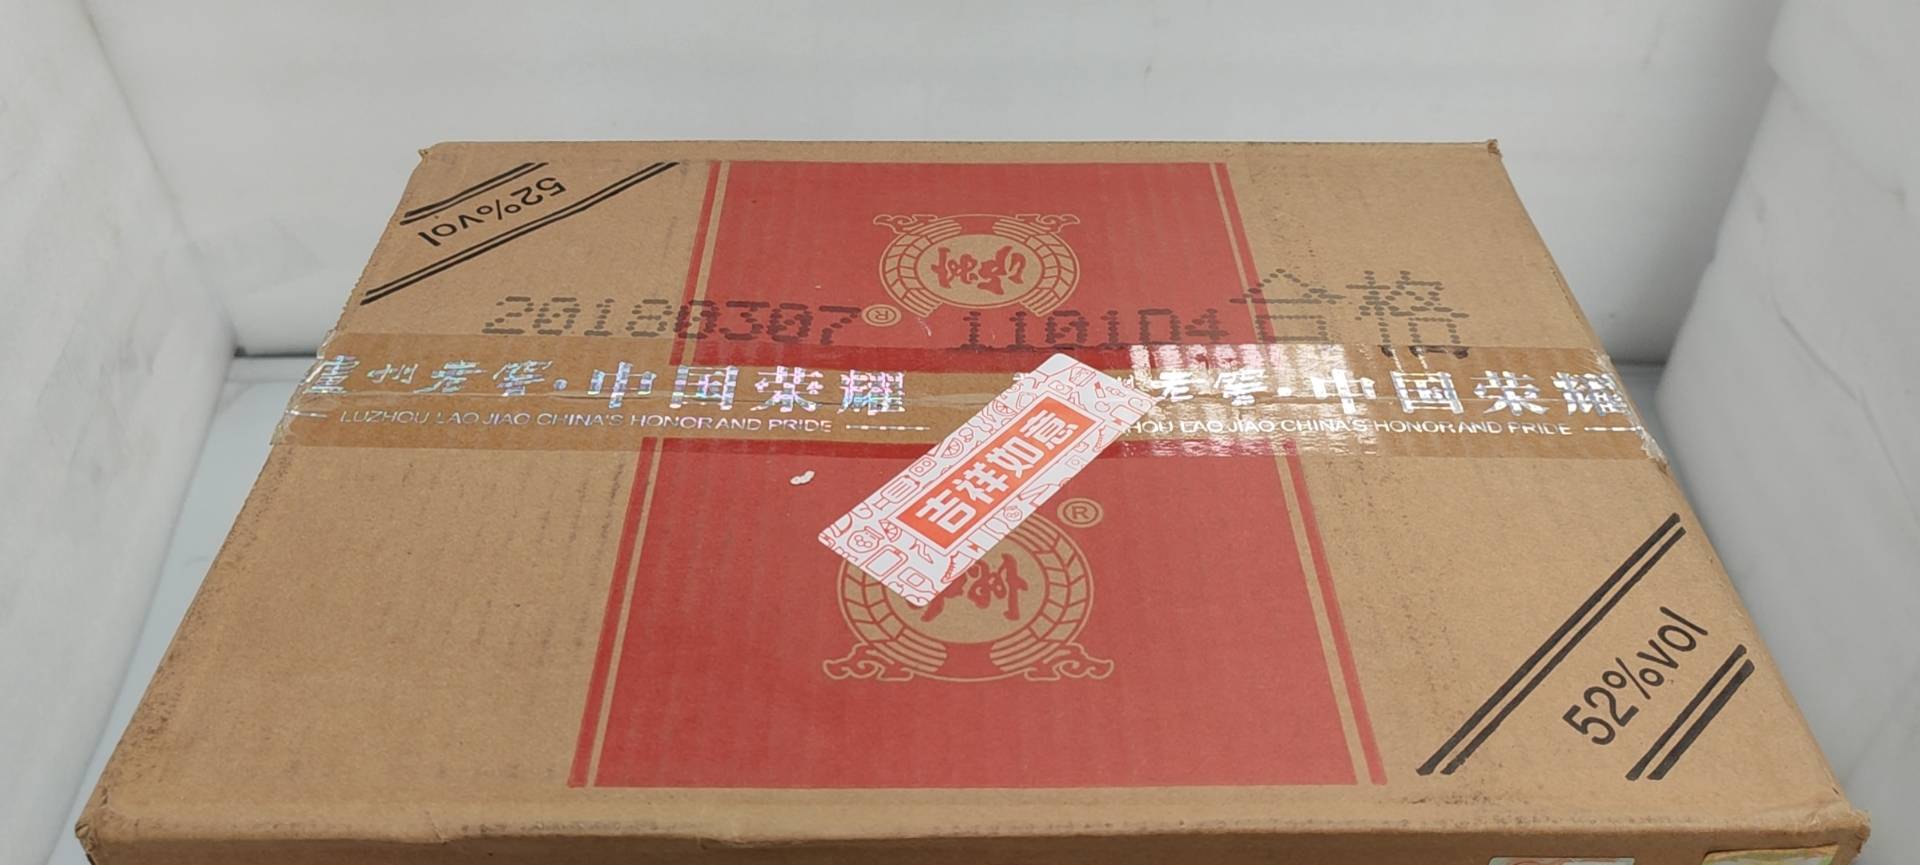 52%vol
®
20180307 110104合格
泸州老窖·中国荣耀 老窖·中国荣耀
LUZHOU LAO JIAO CHINA'S HONOR AND PRIDE HOU LAO JIAO CHINA'S HONOR AND PRIDE
吉祥如意
®
52%vol